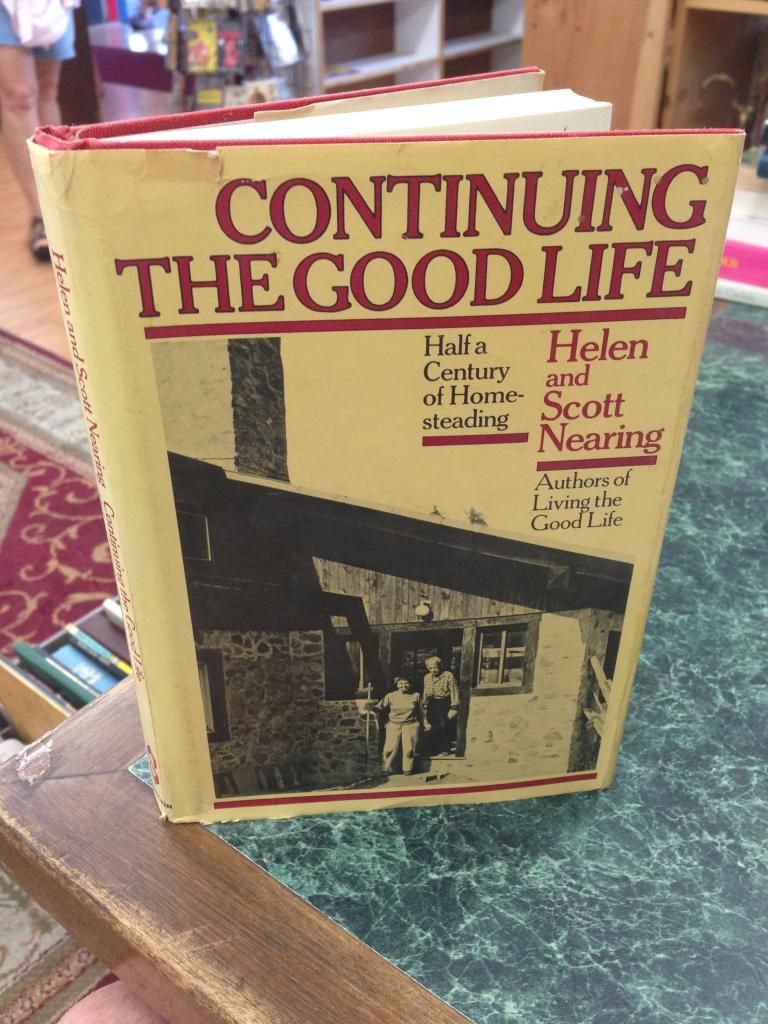 CONTINUING
THE GOOD LIFE
Half a
Century
of Home-
steading
Helen
and
Scott
Nearing
Authors of
Living the
Good Life
Helen and Scott Nearing Continuing the Good Life